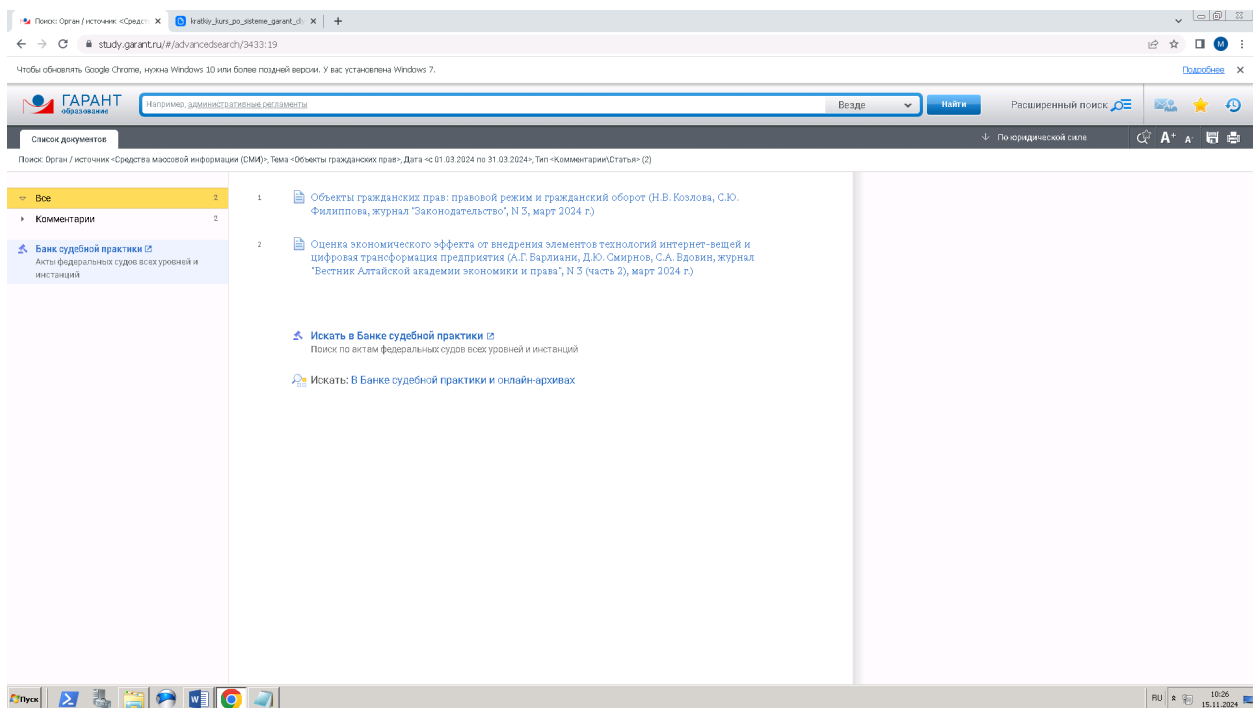 Поиск: Орган / источник <Средст
kratkiy_kurs_po_sisteme_garant_dly
study.garant.ru/#/advancedsearch/3433:19
M
Чтобы обновлять Google Chrome, нужна Windows 10 или более поздней версии. У вас установлена Windows 7.
Подробнее
ГАРАНТ
образование
Например, административные регламенты
Везде
Найти
Расширенный поиск
Список документов
По юридической силе
A+ A-
Поиск: Орган / источник <Средства массовой информации (СМИ)>, Тема <Объекты гражданских прав>, Дата <с 01.03.2024 по 31.03.2024>, Тип <Комментарии\Статья> (2)
Все 2
Комментарии 2
Банк судебной практики
Акты федеральных судов всех уровней и
инстанций
1 Объекты гражданских прав: правовой режим и гражданский оборот (Н.В. Козлова, С.Ю.
Филиппова, журнал "Законодательство", N 3, март 2024 г.)
2 Оценка экономического эффекта от внедрения элементов технологий интернет-вещей и
цифровая трансформация предприятия (А.Г. Варлиани, Д.Ю. Смирнов, С.А. Вдовин, журнал
"Вестник Алтайской академии экономики и права", N 3 (часть 2), март 2024 г.)
Искать в Банке судебной практики
Поиск по актам федеральных судов всех уровней и инстанций
Искать: В Банке судебной практики и онлайн-архивах
Пуск
RU
10:26
15.11.2024